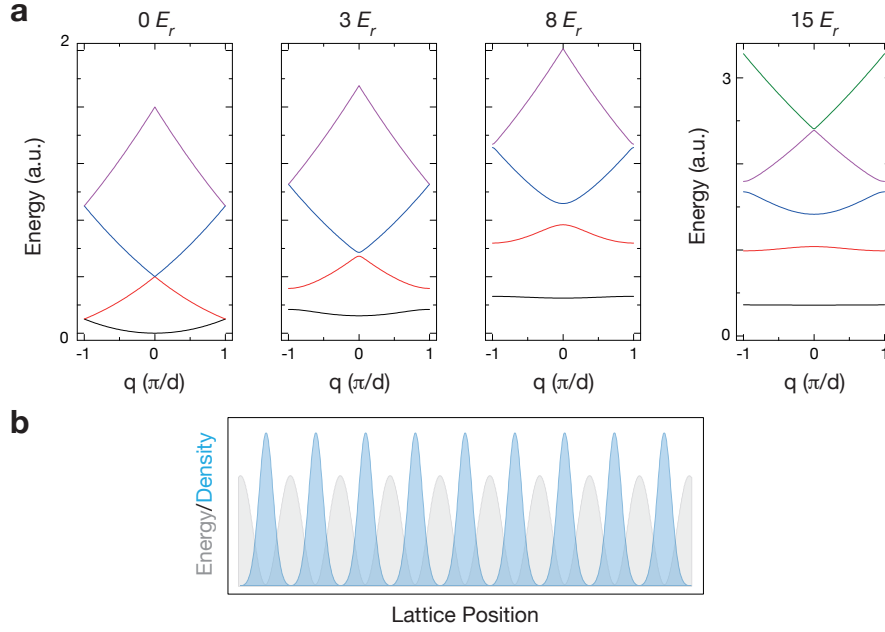 a
0 E_r
3 E_r
8 E_r
15 E_r
Energy (a.u.)
2
0
-1 0 1
q (π/d)
-1 0 1
q (π/d)
-1 0 1
q (π/d)
Energy (a.u.)
3
0
-1 0 1
q (π/d)
b
Energy/Density
Lattice Position